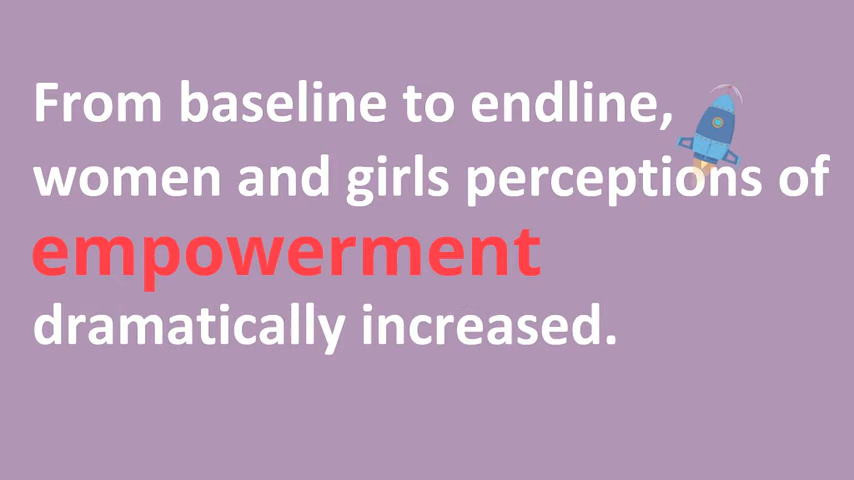 From baseline to endline,
women and girls perceptions of
empowerment
dramatically increased.